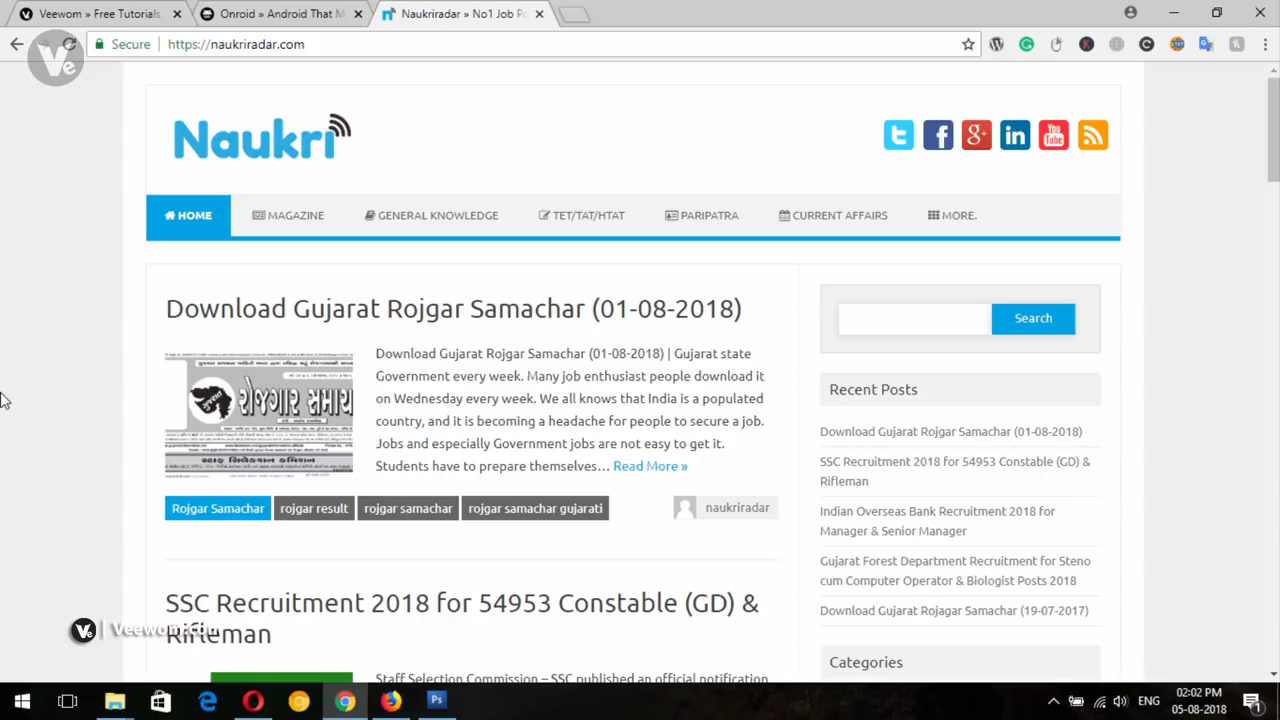 Veewom » Free Tutorials,
Onroid » Android That M
Naukriradar » No1 Job Po
Secure
https://naukriradar.com
Ve
Naukri
You Tube
HOME
MAGAZINE
GENERAL KNOWLEDGE
TET/TAT/HTAT
PARIPATRA
CURRENT AFFAIRS
MORE.
Download Gujarat Rojgar Samachar (01-08-2018)
Download Gujarat Rojgar Samachar (01-08-2018) | Gujarat state
Government every week. Many job enthusiast people download it
on Wednesday every week. We all knows that India is a populated
country, and it is becoming a headache for people to secure a job.
Jobs and especially Government jobs are not easy to get it.
Students have to prepare themselves… Read More »
Rojgar Samachar
rojgar result
rojgar samachar
rojgar samachar gujarati
naukriradar
SSC Recruitment 2018 for 54953 Constable (GD) &
Rifleman
Staff Selection Commission – SSC published an official notification
Search
Recent Posts
Download Gujarat Rojgar Samachar (01-08-2018)
SSC Recruitment 2018 for 54953 Constable (GD) &
Rifleman
Indian Overseas Bank Recruitment 2018 for
Manager & Senior Manager
Gujarat Forest Department Recruitment for Steno
cum Computer Operator & Biologist Posts 2018
Download Gujarat Rojagar Samachar (19-07-2017)
Categories
Ve | Veewom.com
ENG
02:02 PM
05-08-2018